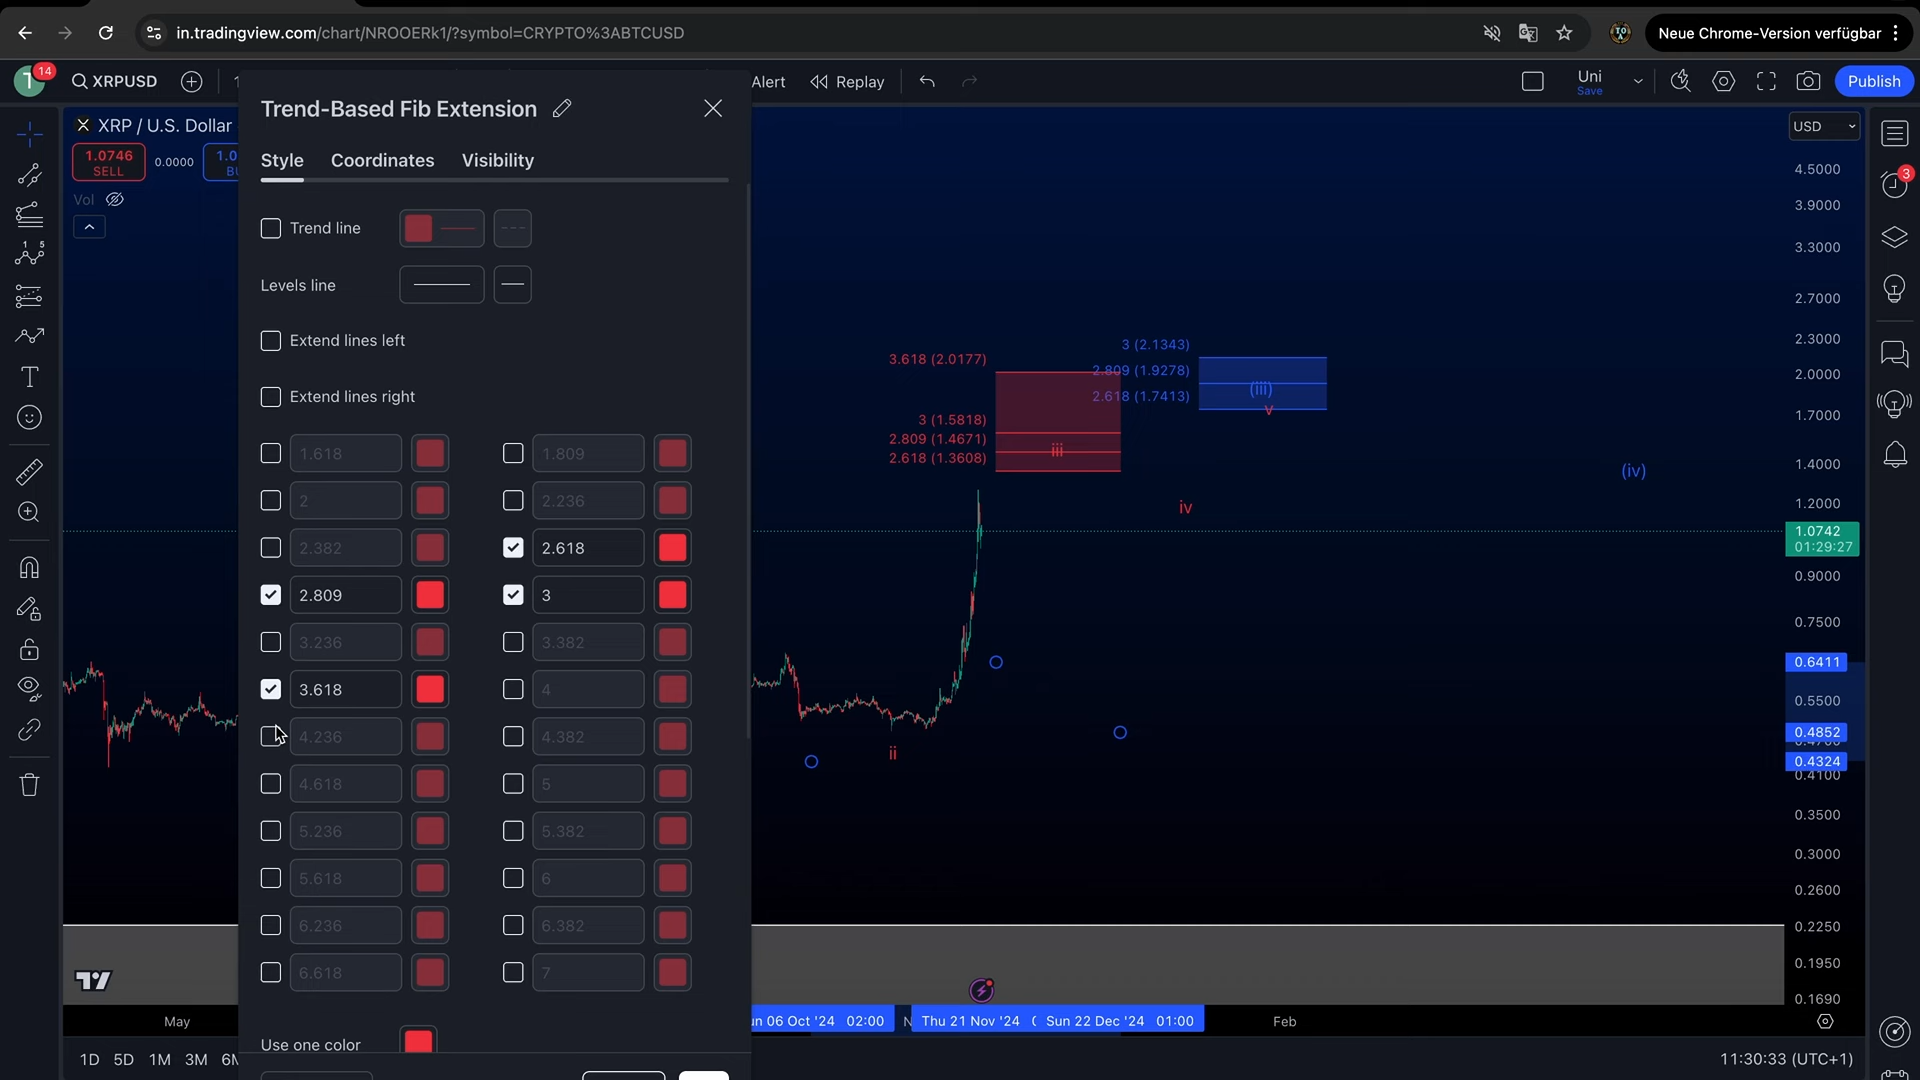 in.tradingview.com/chart/NROOERk1/?symbol=CRYPTO%3ABTCUSD
Neue Chrome-Version verfügbar
T
14
XRPUSD
Alert
Replay
Uni
Save
Publish
XRP / U.S. Dollar
1.0746
SELL
0.0000
Vol
Trend-Based Fib Extension
Style
Coordinates
Visibility
Trend line
Levels line
Extend lines left
Extend lines right
1.618
1.809
2
2.236
2.382
2.618
2.809
3
3.236
3.382
3.618
4
4.236
4.382
4.618
5
5.236
5.382
5.618
6
6.236
6.382
6.618
7
Use one color
3.618 (2.0177)
3 (1.5818)
2.809 (1.4671)
2.618 (1.3608)
3 (2.1343)
2.809 (1.9278)
2.618 (1.7413)
iii
(iii)
v
iv
(iv)
ii
USD
4.5000
3.9000
3.3000
2.7000
2.3000
2.0000
1.7000
1.4000
1.2000
1.0742
01:29:27
0.9000
0.7500
0.6411
0.5500
0.4852
0.4324
0.4100
0.3500
0.3000
0.2600
0.2250
0.1950
0.1690
3
May
06 Oct '24 02:00
Thu 21 Nov '24
Sun 22 Dec '24 01:00
Feb
1D
5D
1M
3M
11:30:33 (UTC+1)